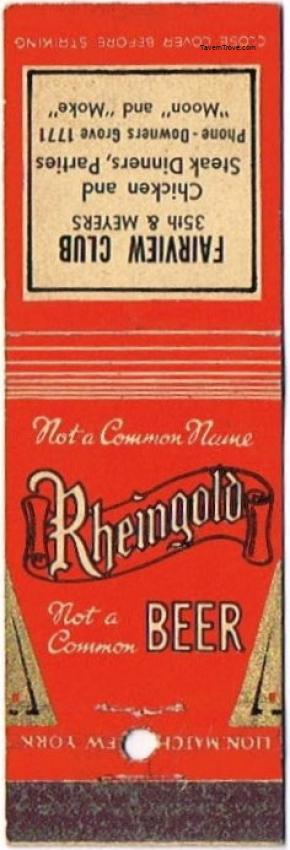 TavernTrove.com
CLOSE COVER BEFORE STRIKING
FAIRVIEW CLUB
35th & MEYERS
Chicken and
Steak Dinners, Parties
Phone - Downers Grove 1771
"Moon" and "Moke"
Not a Common Name
Rheingold
Not a
Common BEER
LION MATCH NEW YORK